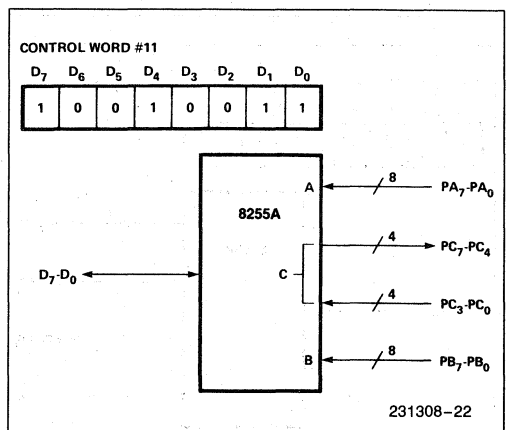 CONTROL WORD #11
D7 D6 D5 D4 D3 D2 D1 D0
1 0 0 1 0 0 1 1
A 8 PA7-PA0
8255A
4 PC7-PC4
D7-D0 C
4 PC3-PC0
B 8 PB7-PB0
231308-22